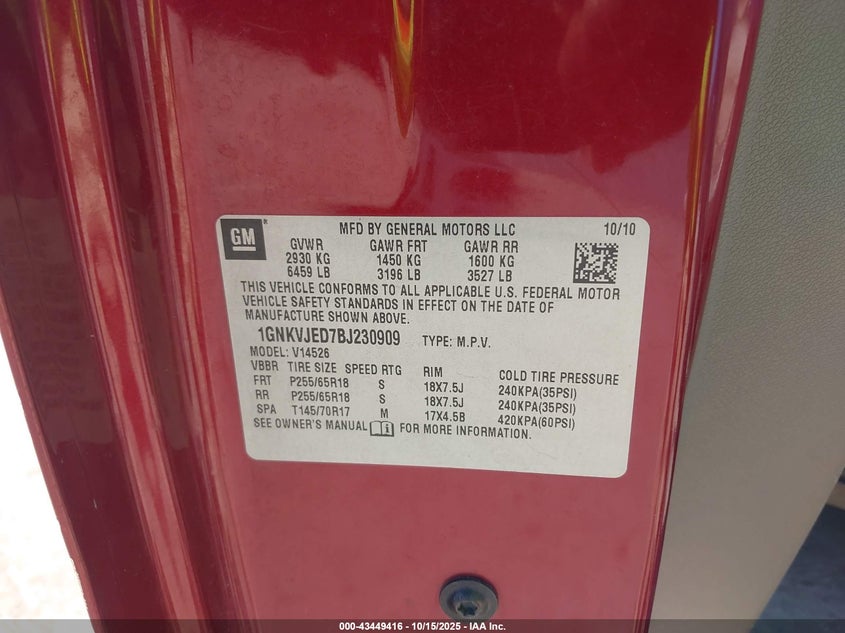 GM
MFD BY GENERAL MOTORS LLC 10/10
GVWR GAWR FRT GAWR RR
2930 KG 1450 KG 1600 KG
6459 LB 3196 LB 3527 LB
THIS VEHICLE CONFORMS TO ALL APPLICABLE U.S. FEDERAL MOTOR
VEHICLE SAFETY STANDARDS IN EFFECT ON THE DATE OF
MANUFACTURE SHOWN ABOVE.
1GNKVJED7BJ230909 TYPE: M.P.V.
MODEL: V14526
VBBR TIRE SIZE SPEED RTG RIM COLD TIRE PRESSURE
FRT P255/65R18 S 18X7.5J 240KPA(35PSI)
RR P255/65R18 S 18X7.5J 240KPA(35PSI)
SPA T145/70R17 M 17X4.5B 420KPA(60PSI)
SEE OWNER'S MANUAL FOR MORE INFORMATION.
000-43449416 - 10/15/2025 - IAA Inc.